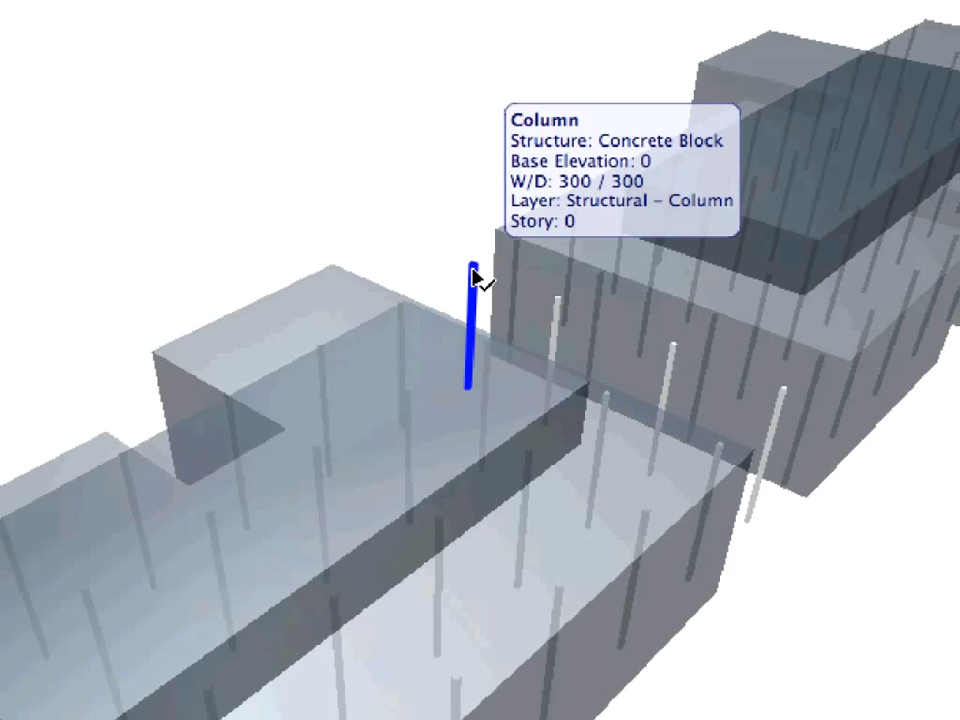 Column
Structure: Concrete Block
Base Elevation: 0
W/D: 300 / 300
Layer: Structural – Column
Story: 0